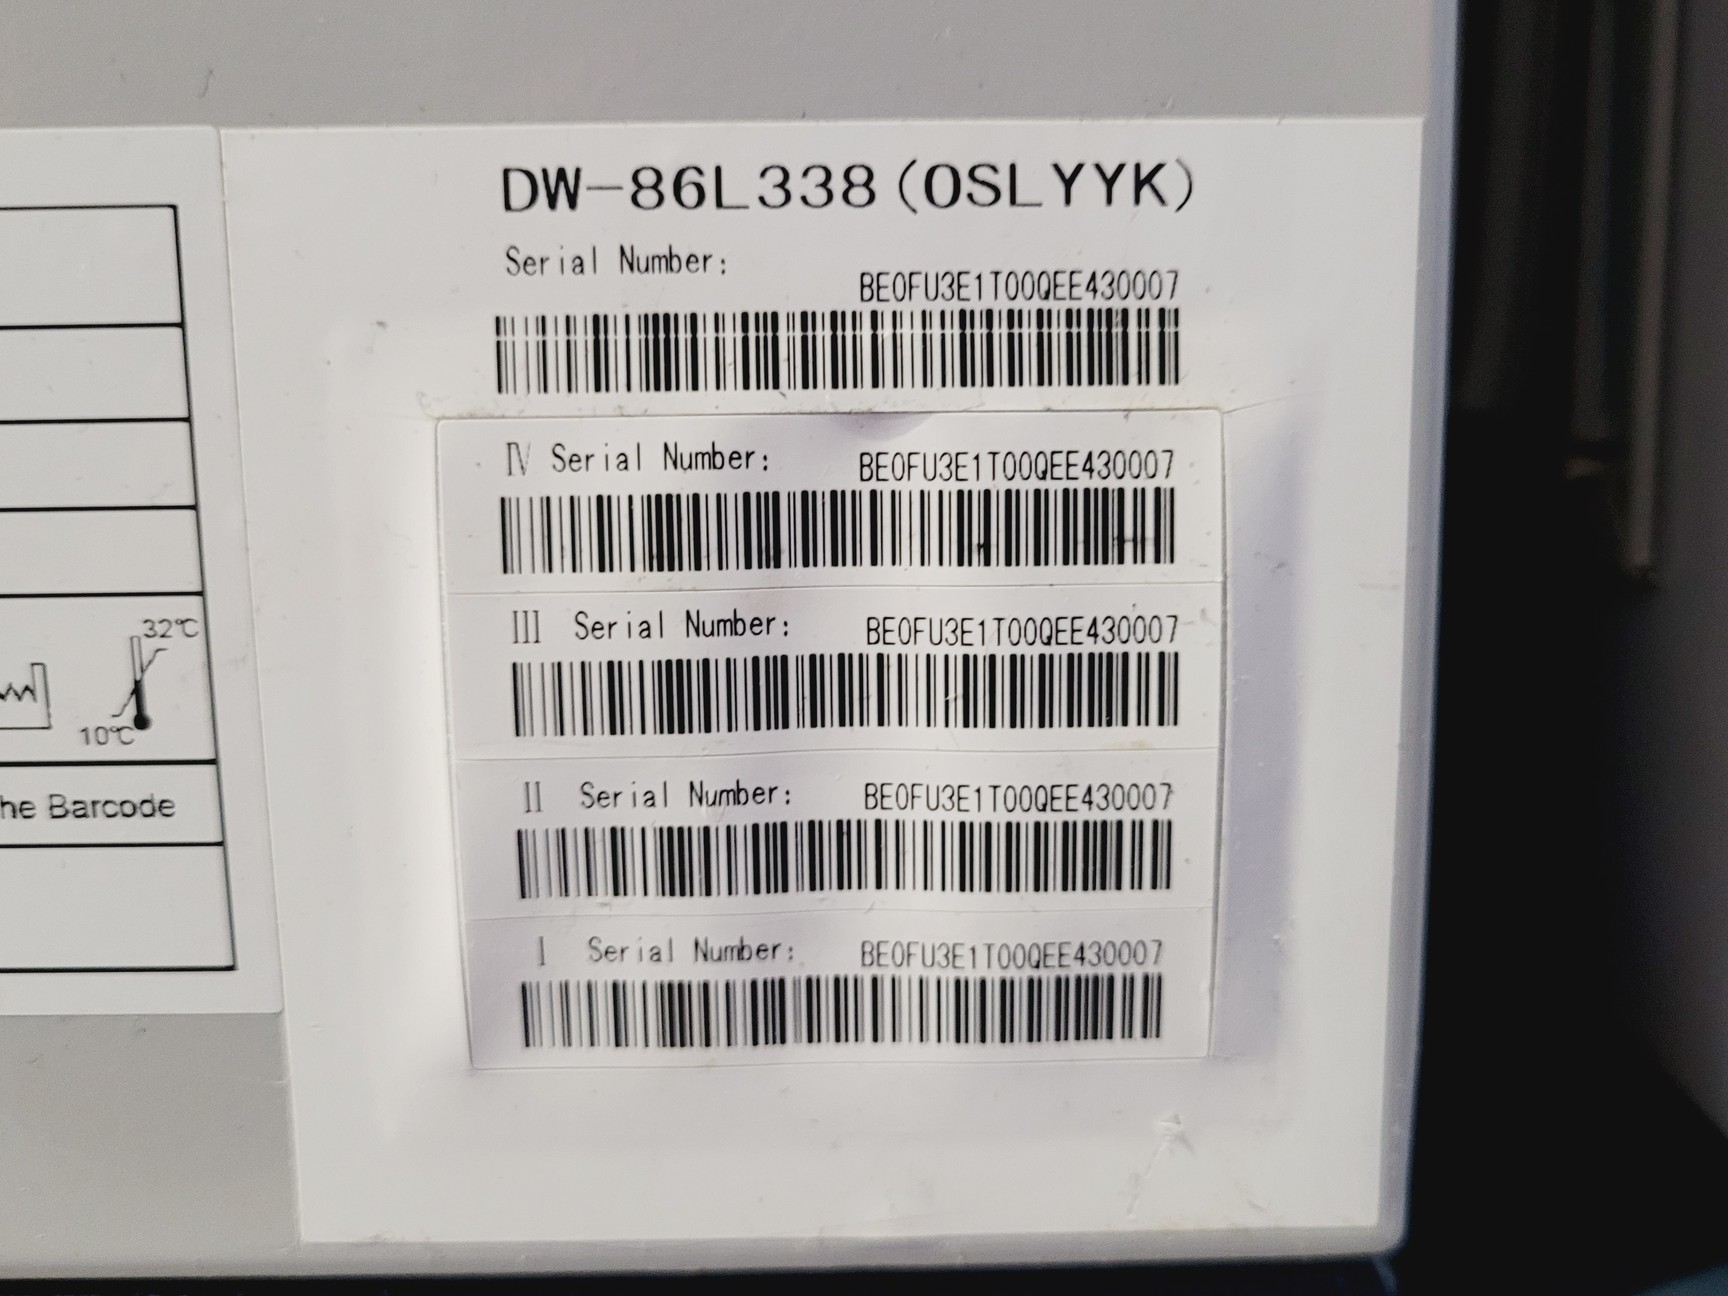 DW-86L338(OSLYYK)
Serial Number:
BE0FU3E1T00QEE430007
IV Serial Number: BE0FU3E1T00QEE430007
III Serial Number: BE0FU3E1T00QEE430007
II Serial Number: BE0FU3E1T00QEE430007
I Serial Number: BE0FU3E1T00QEE430007
32℃
10℃
he Barcode